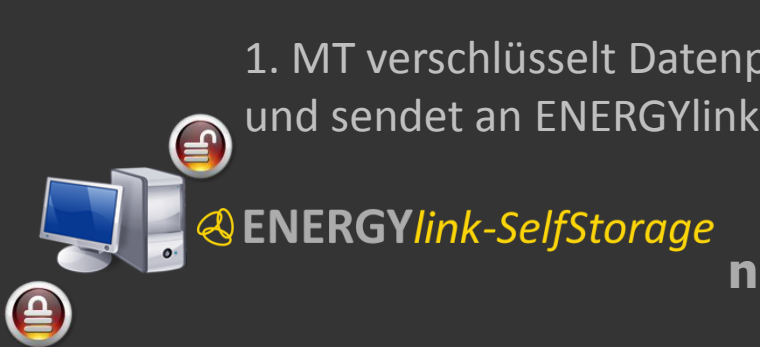 1. MT verschlüsselt Datenp
und sendet an ENERGYlink
ENERGYlink-SelfStorage
n